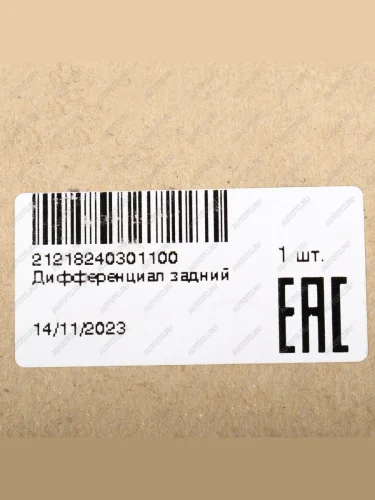 21218240301100
Дифференциал задний
1 шт.
14/11/2023
EAC